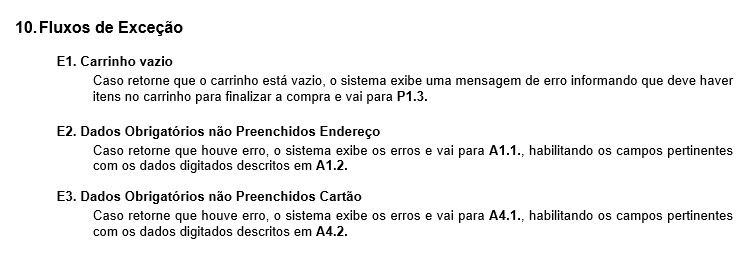 10. Fluxos de Exceção
E1. Carrinho vazio
Caso retorne que o carrinho está vazio, o sistema exibe uma mensagem de erro informando que deve haver
itens no carrinho para finalizar a compra e vai para P1.3.
E2. Dados Obrigatórios não Preenchidos Endereço
Caso retorne que houve erro, o sistema exibe os erros e vai para A1.1., habilitando os campos pertinentes
com os dados digitados descritos em A1.2.
E3. Dados Obrigatórios não Preenchidos Cartão
Caso retorne que houve erro, o sistema exibe os erros e vai para A4.1., habilitando os campos pertinentes
com os dados digitados descritos em A4.2.